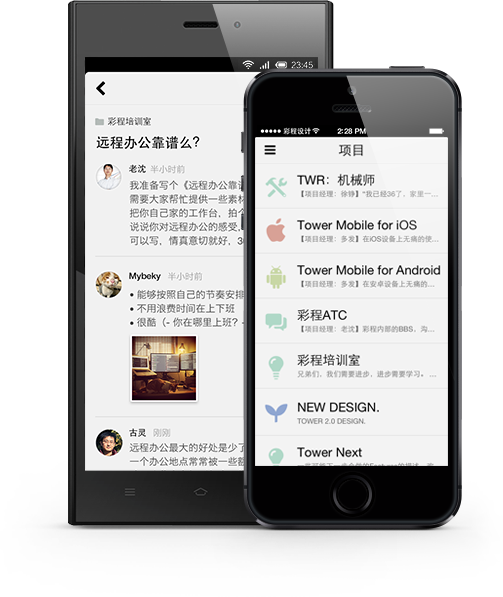 23:45
彩程培训室
远程办公靠谱么?
老沈 半小时前
我准备写个《远程办公靠谱
需要大家帮忙提供一些素材
把你自己家的工作台，拍个
说说你对远程办公的感受，
可以写，情真意切就好，3
Mybeky 半小时前
• 能够按照自己的节奏安排
• 不用浪费时间在上下班
• 很酷（- 你在哪里上班? -
古灵 刚刚
远程办公最大的好处是少了
一个办公地点常常被一些
彩程设计 2:28 PM
项目
TWR：机械师
【项目经理：徐铮】"我已经36了，家里一…
Tower Mobile for iOS
【项目经理：多发】在iOS设备上无痛的使…
Tower Mobile for Android
【项目经理：多发】在安卓设备上无痛的…
彩程ATC
【项目经理：老沈】彩程内部的BBS、沟…
彩程培训室
兄弟们，我们需要进步，进步需要学习。…
NEW DESIGN.
TOWER 2.0 DESIGN.
Tower Next